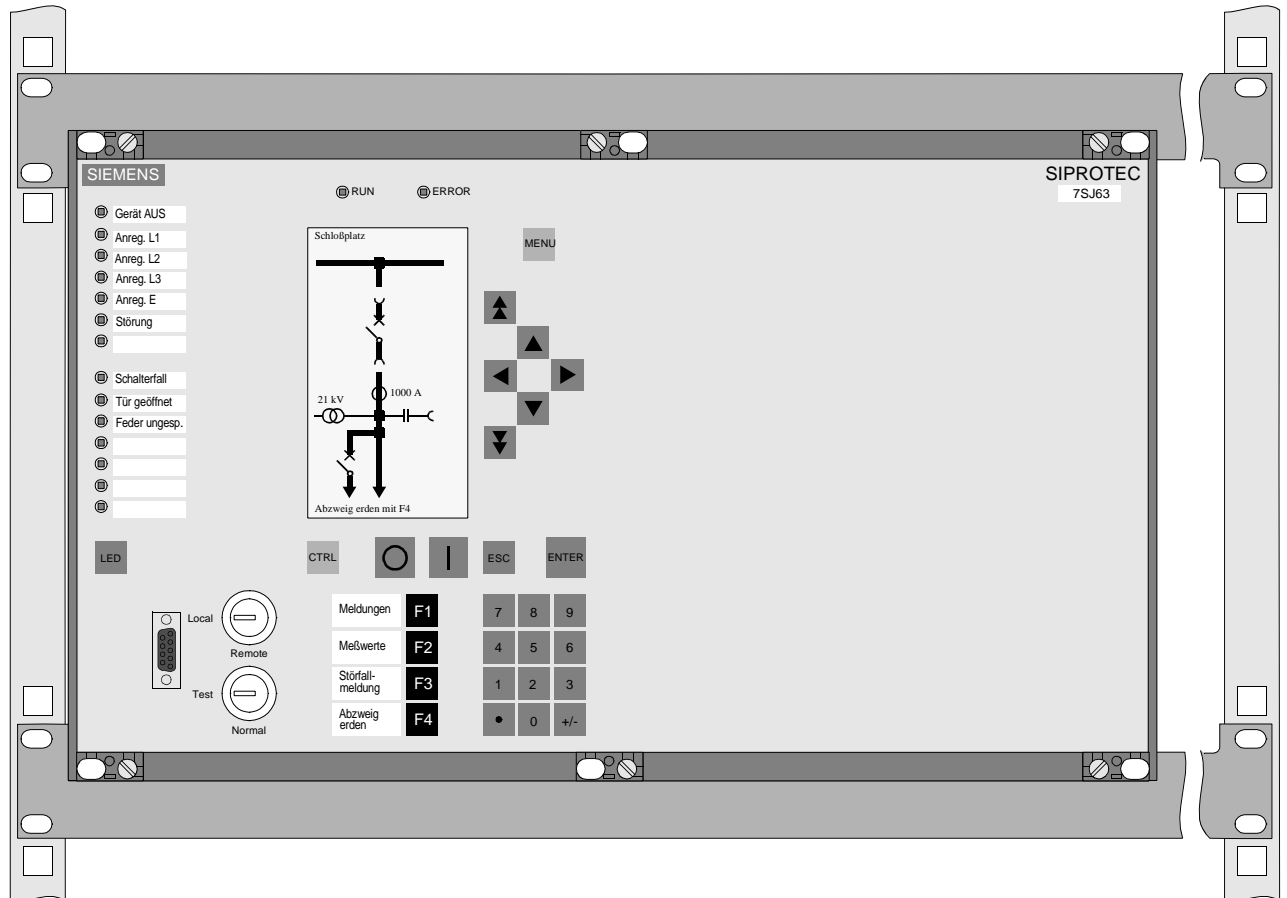 SIEMENS
RUN
ERROR
SIPROTEC
7SJ63
Gerät AUS
Anreg. L1
Anreg. L2
Anreg. L3
Anreg. E
Störung
Schalterfall
Tür geöffnet
Feder ungesp.
Schloßplatz
21 kV
1000 A
Abzweig erden mit F4
MENU
LED
CTRL
ESC
ENTER
Local
Remote
Test
Normal
Meldungen F1
Meßwerte F2
Störfall-
meldung F3
Abzweig
erden F4
7 8 9
4 5 6
1 2 3
• 0 +/-